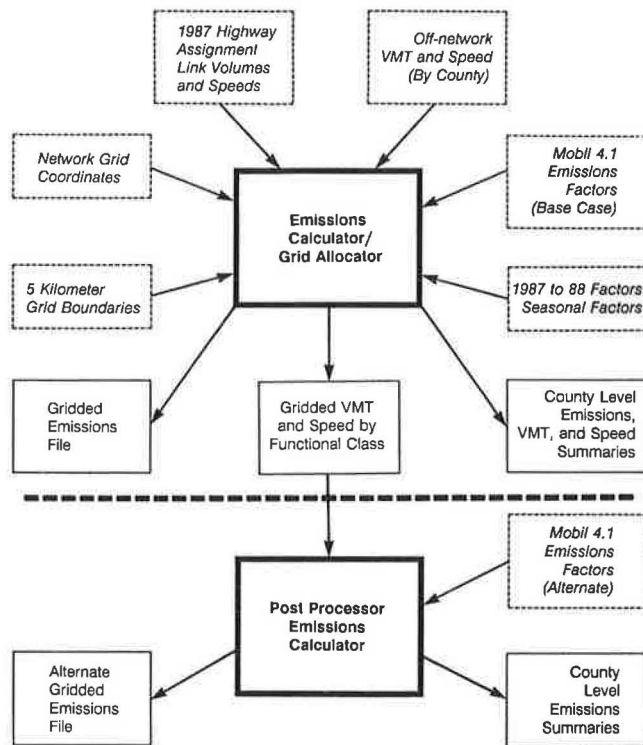 1987 Highway
Assignment
Link Volumes
and Speeds
Off-network
VMT and Speed
(By County)
Network Grid
Coordinates
Mobil 4.1
Emissions
Factors
(Base Case)
Emissions
Calculator/
Grid Allocator
5 Kilometer
Grid Boundaries
1987 to 88 Factors
Seasonal Factors
Gridded
Emissions
File
Gridded VMT
and Speed by
Functional Class
County Level
Emissions,
VMT, and Speed
Summaries
Mobil 4.1
Emissions
Factors
(Alternate)
Post Processor
Emissions
Calculator
Alternate
Gridded
Emissions
File
County
Level
Emissions
Summaries